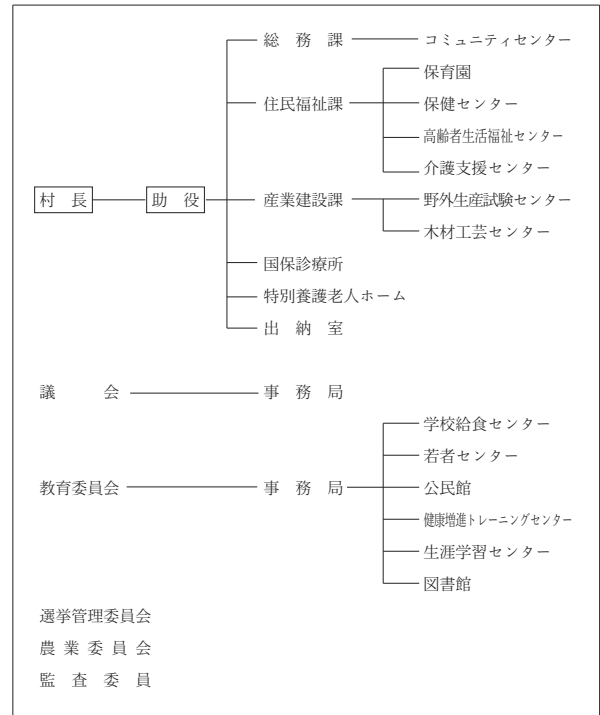 総務課 コミュニティセンター
保育園
住民福祉課 保健センター
高齢者生活福祉センター
介護支援センター
村長 助役 産業建設課 野外生産試験センター
木材工芸センター
国保診療所
特別養護老人ホーム
出納室
議会 事務局
学校給食センター
若者センター
教育委員会 事務局 公民館
健康増進トレーニングセンター
生涯学習センター
図書館
選挙管理委員会
農業委員会
監査委員